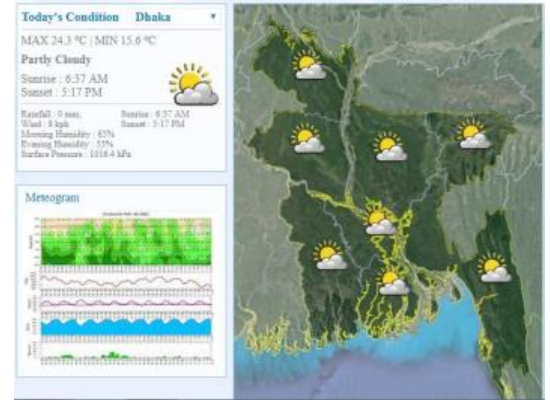 Today's Condition Dhaka
MAX 24.3 °C | MIN 15.6 °C
Partly Cloudy
Sunrise : 6:37 AM
Sunset : 5:17 PM
Rainfall : 0 mm; Sunrise : 6:37 AM
Wind : 8 kph Sunset : 5:17 PM
Morning Humidity : 65%
Evening Humidity : 53%
Surface Pressure : 1016.4 hPa
Meteogram